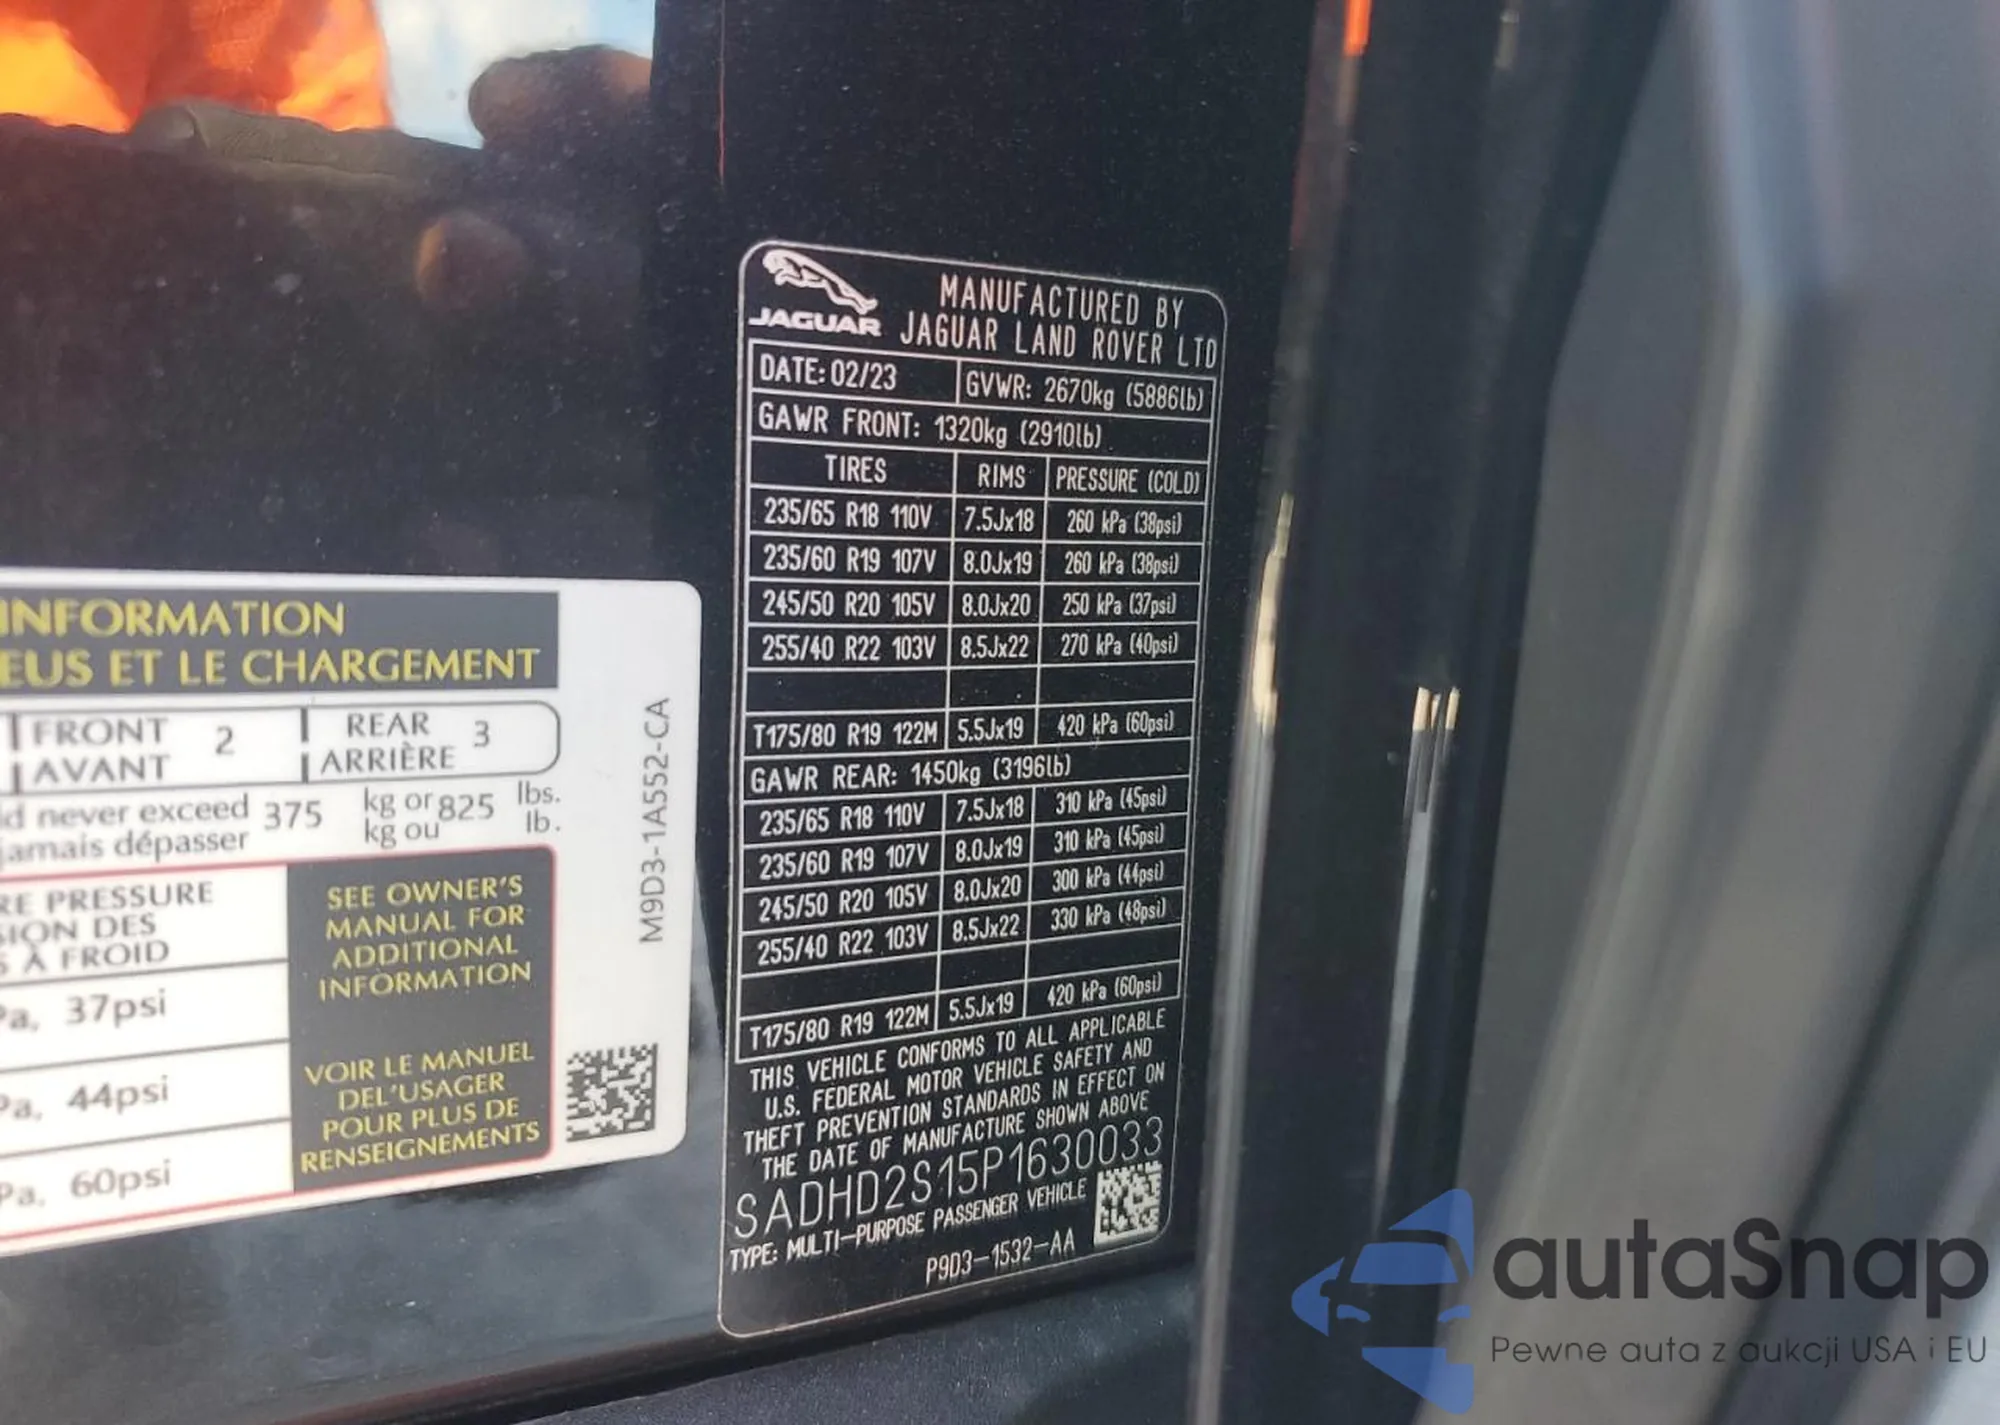 INFORMATION
EUS ET LE CHARGEMENT
FRONT 2 REAR 3
AVANT ARRIÈRE
never exceed 375 kg or 825 lbs.
jamais dépasser kg ou lb.
PRESSURE
DES
À FROID
37psi
44psi
60psi
SEE OWNER'S
MANUAL FOR
ADDITIONAL
INFORMATION
VOIR LE MANUEL
DEL'USAGER
POUR PLUS DE
RENSEIGNEMENTS
M9D3-1A552-CA
JAGUAR
MANUFACTURED BY
JAGUAR LAND ROVER LTD
DATE: 02/23 GVWR: 2670kg (5886lb)
GAWR FRONT: 1320kg (2910lb)
TIRES RIMS PRESSURE (COLD)
235/65 R18 110V 7.5Jx18 260 kPa (38psi)
235/60 R19 107V 8.0Jx19 260 kPa (38psi)
245/50 R20 105V 8.0Jx20 250 kPa (37psi)
255/40 R22 103V 8.5Jx22 270 kPa (40psi)
T175/80 R19 122M 5.5Jx19 420 kPa (60psi)
GAWR REAR: 1450kg (3196lb)
235/65 R18 110V 7.5Jx18 310 kPa (45psi)
235/60 R19 107V 8.0Jx19 310 kPa (45psi)
245/50 R20 105V 8.0Jx20 300 kPa (44psi)
255/40 R22 103V 8.5Jx22 330 kPa (48psi)
T175/80 R19 122M 5.5Jx19 420 kPa (60psi)
THIS VEHICLE CONFORMS TO ALL APPLICABLE
U.S. FEDERAL MOTOR VEHICLE SAFETY AND
THEFT PREVENTION STANDARDS IN EFFECT ON
THE DATE OF MANUFACTURE SHOWN ABOVE
SADHD2S15P1630033
TYPE: MULTI-PURPOSE PASSENGER VEHICLE
P9D3-1532-AA
autaSnap
Pewne auta z aukcji USA i EU